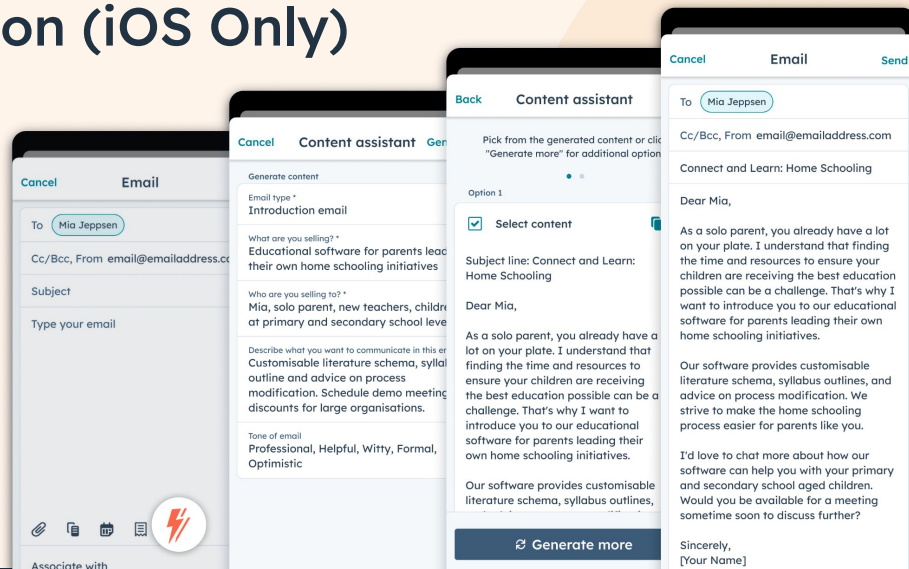 on (iOS Only)
Cancel Email
To Mia Jeppsen
Cc/Bcc, From email@emailaddress.co
Subject
Type your email
Associate with
Cancel Content assistant Gen
Generate content
Email type *
Introduction email
What are you selling? *
Educational software for parents lead
their own home schooling initiatives
Who are you selling to? *
Mia, solo parent, new teachers, childre
at primary and secondary school leve
Describe what you want to communicate in this em
Customisable literature schema, syllab
outline and advice on process
modification. Schedule demo meeting
discounts for large organisations.
Tone of email
Professional, Helpful, Witty, Formal,
Optimistic
Back Content assistant
Pick from the generated content or clic
"Generate more" for additional option
Option 1
Select content
Subject line: Connect and Learn:
Home Schooling
Dear Mia,
As a solo parent, you already have a
lot on your plate. I understand that
finding the time and resources to
ensure your children are receiving
the best education possible can be a
challenge. That's why I want to
introduce you to our educational
software for parents leading their
own home schooling initiatives.
Our software provides customisable
literature schema, syllabus outlines,
Generate more
Cancel Email Send
To Mia Jeppsen
Cc/Bcc, From email@emailaddress.com
Connect and Learn: Home Schooling
Dear Mia,
As a solo parent, you already have a lot
on your plate. I understand that finding
the time and resources to ensure your
children are receiving the best education
possible can be a challenge. That's why I
want to introduce you to our educational
software for parents leading their own
home schooling initiatives.
Our software provides customisable
literature schema, syllabus outlines, and
advice on process modification. We
strive to make the home schooling
process easier for parents like you.
I'd love to chat more about how our
software can help you with your primary
and secondary school aged children.
Would you be available for a meeting
sometime soon to discuss further?
Sincerely,
[Your Name]